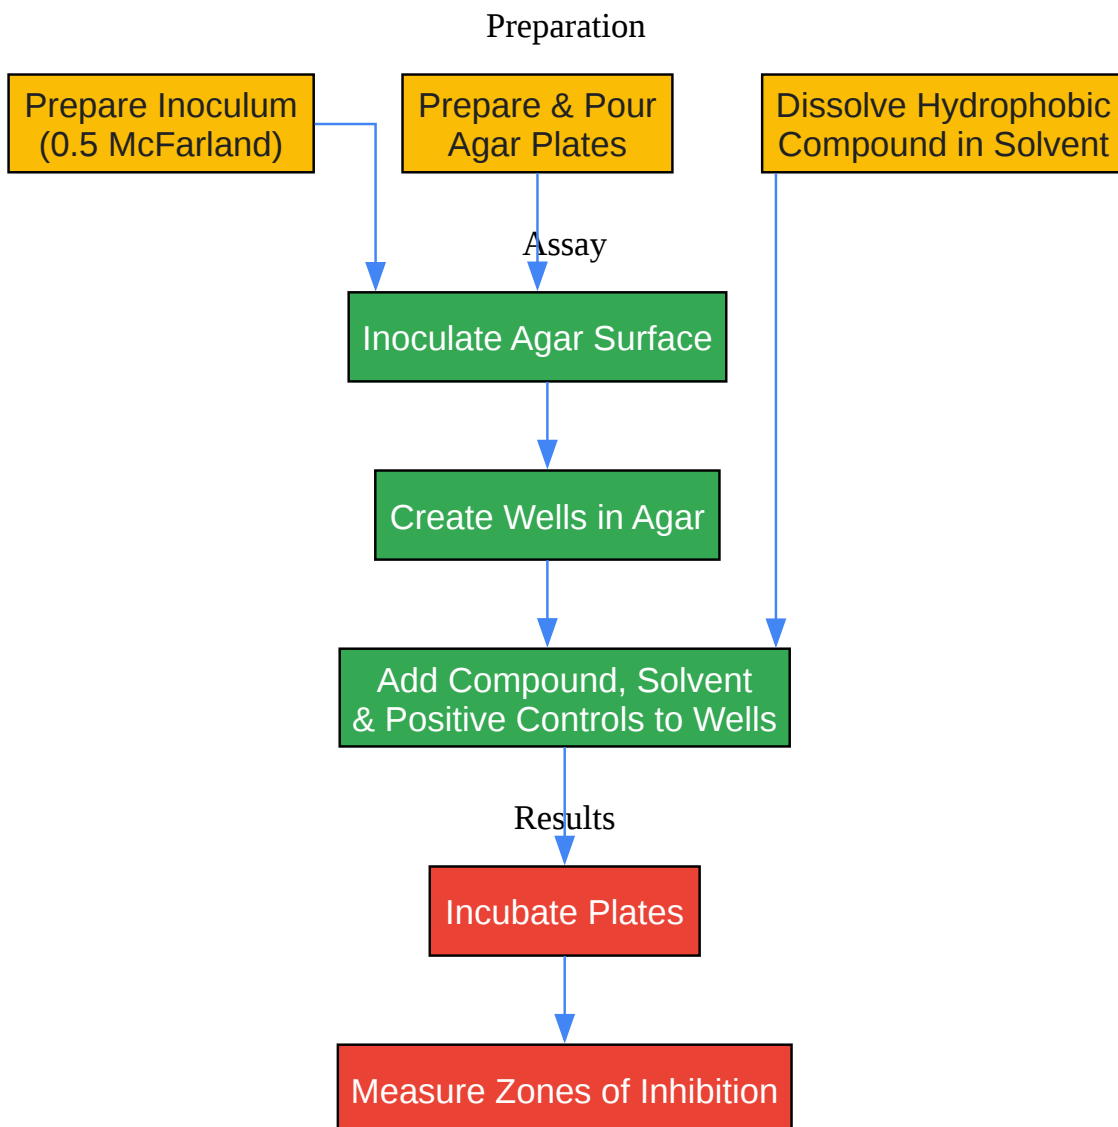 Preparation
Prepare Inoculum
(0.5 McFarland)
Prepare & Pour
Agar Plates
Dissolve Hydrophobic
Compound in Solvent
Assay
Inoculate Agar Surface
Create Wells in Agar
Add Compound, Solvent
& Positive Controls to Wells
Results
Incubate Plates
Measure Zones of Inhibition